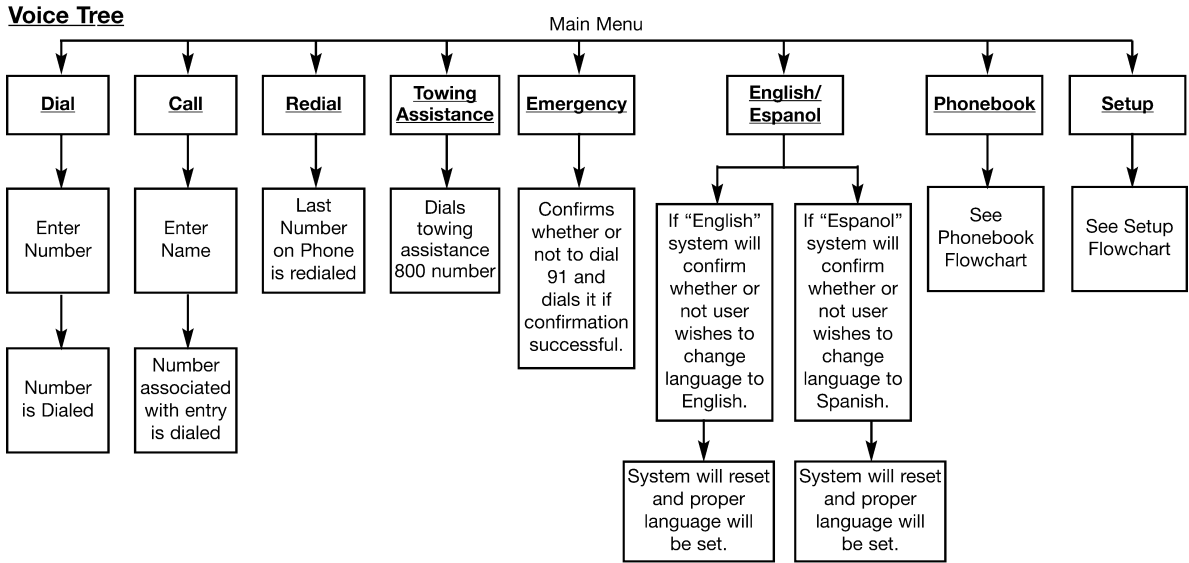 Voice Tree
Main Menu
Dial
Call
Redial
Towing
Assistance
Emergency
English/
Espanol
Phonebook
Setup
Enter
Number
Enter
Name
Last
Number
on Phone
is redialed
Dials
towing
assistance
800 number
Confirms
whether or
not to dial
91 and
dials it if
confirmation
successful.
If “English”
system will
confirm
whether or
not user
wishes to
change
language to
English.
If “Espanol”
system will
confirm
whether or
not user
wishes to
change
language to
Spanish.
See
Phonebook
Flowchart
See Setup
Flowchart
Number
is Dialed
Number
associated
with entry
is dialed
System will reset
and proper
language will
be set.
System will reset
and proper
language will
be set.